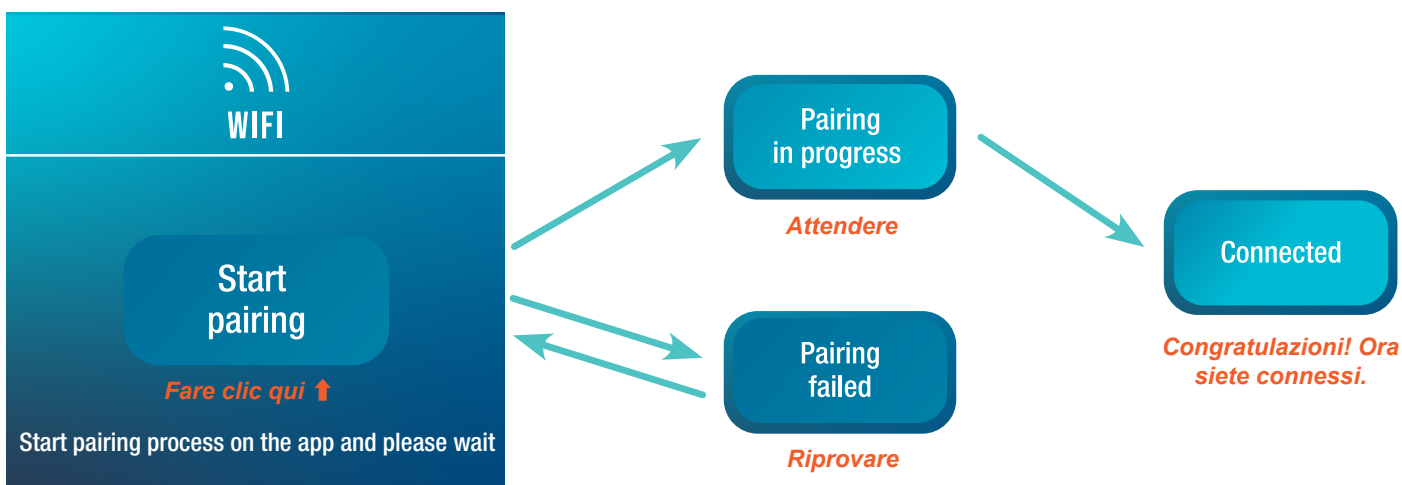 WIFI
Start
pairing
Fare clic qui
Start pairing process on the app and please wait
Pairing
in progress
Attendere
Pairing
failed
Riprovare
Connected
Congratulazioni! Ora
siete connessi.